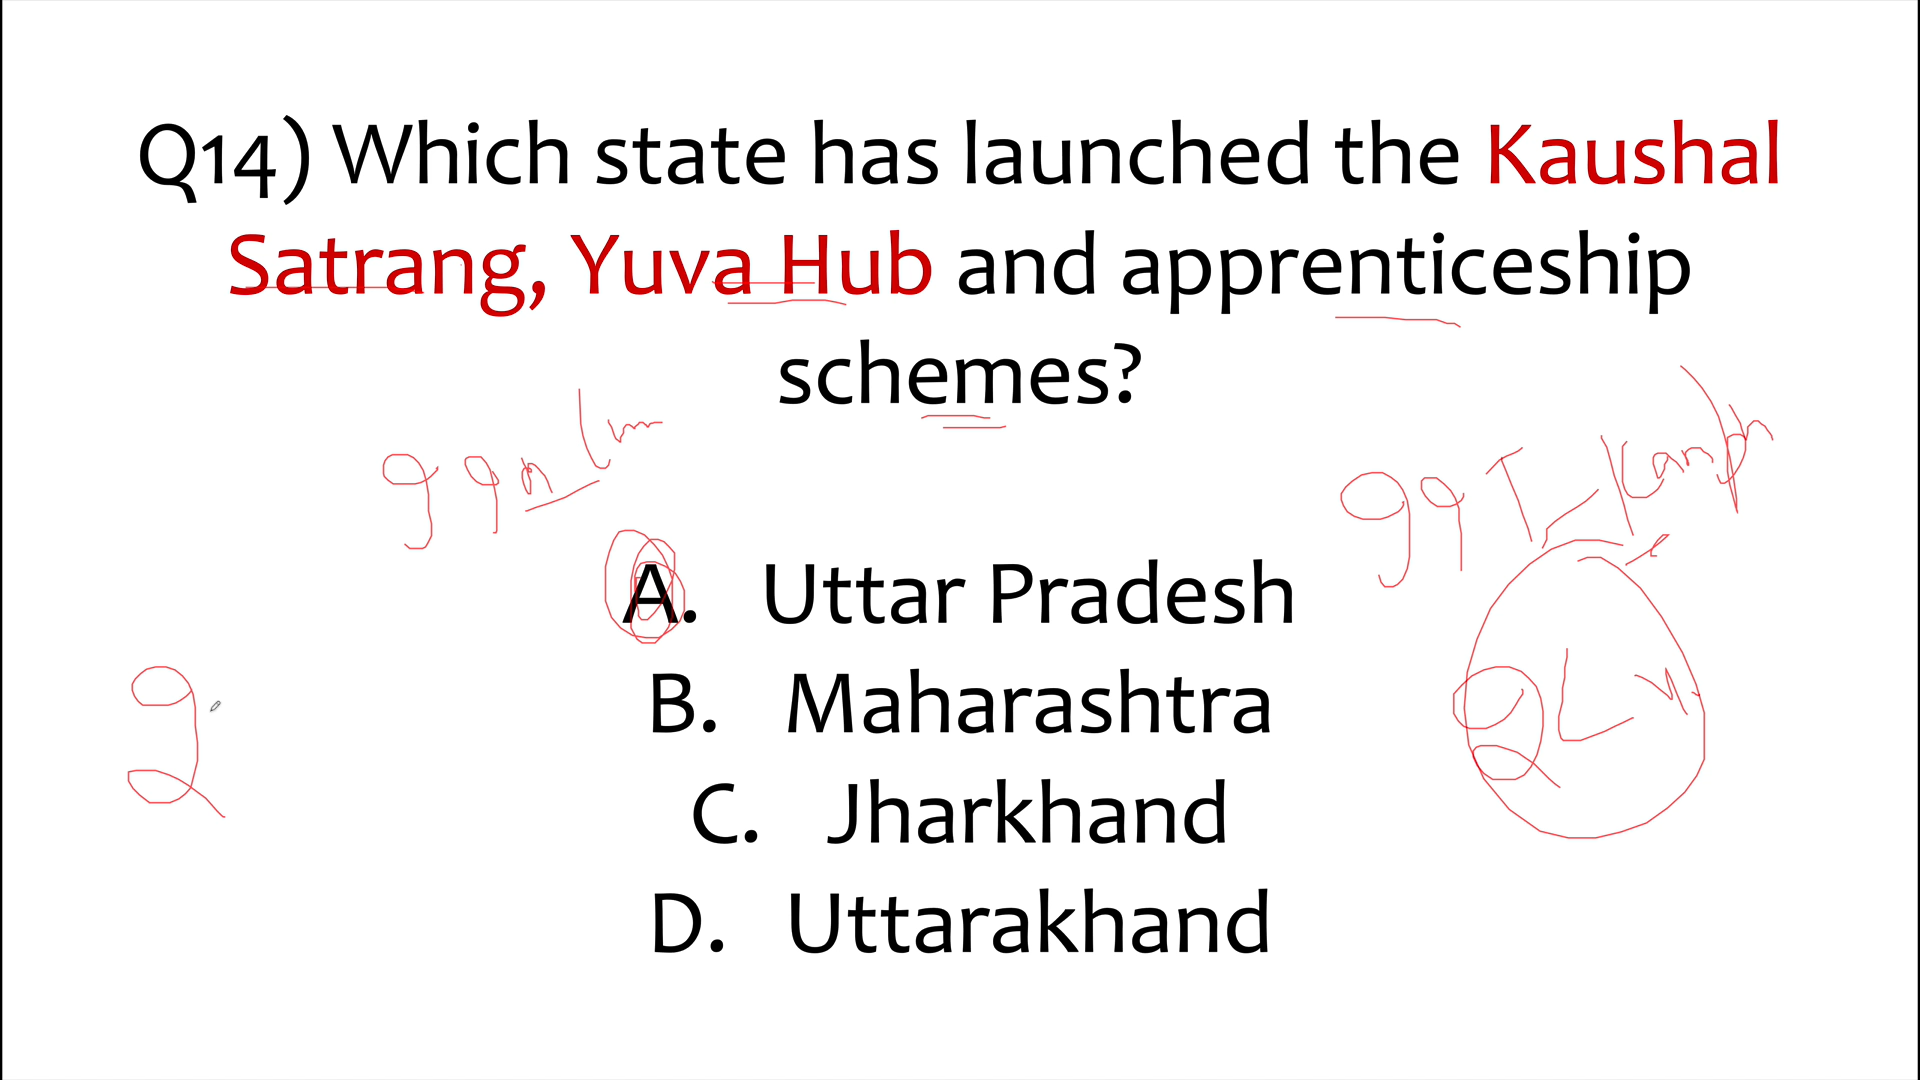 Q14) Which state has launched the Kaushal
Satrang, Yuva Hub and apprenticeship
schemes?
A. Uttar Pradesh
B. Maharashtra
C. Jharkhand
D. Uttarakhand